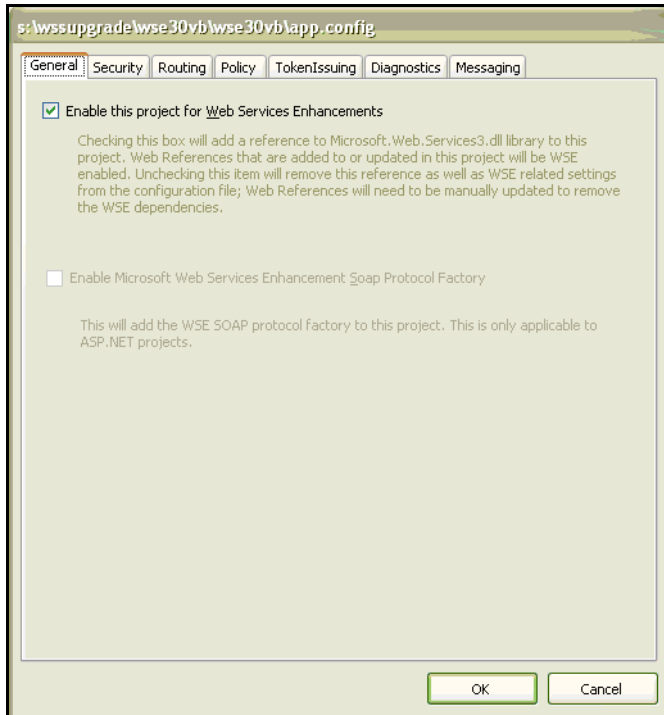 s:\wssupgrade\wse30vb\wse30vb\app.config
General Security Routing Policy TokenIssuing Diagnostics Messaging
Enable this project for Web Services Enhancements
Checking this box will add a reference to Microsoft.Web.Services3.dll library to this
project. Web References that are added to or updated in this project will be WSE
enabled. Unchecking this item will remove this reference as well as WSE related settings
from the configuration file; Web References will need to be manually updated to remove
the WSE dependencies.
Enable Microsoft Web Services Enhancement Soap Protocol Factory
This will add the WSE SOAP protocol factory to this project. This is only applicable to
ASP.NET projects.
OK Cancel